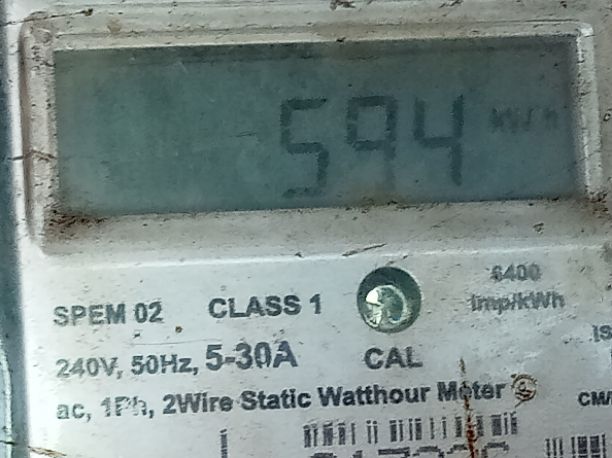 594 kWh
6400
SPEM 02 CLASS 1 imp/kWh
240V, 50Hz, 5-30A CAL
ac, 1Ph, 2Wire Static Watthour Meter